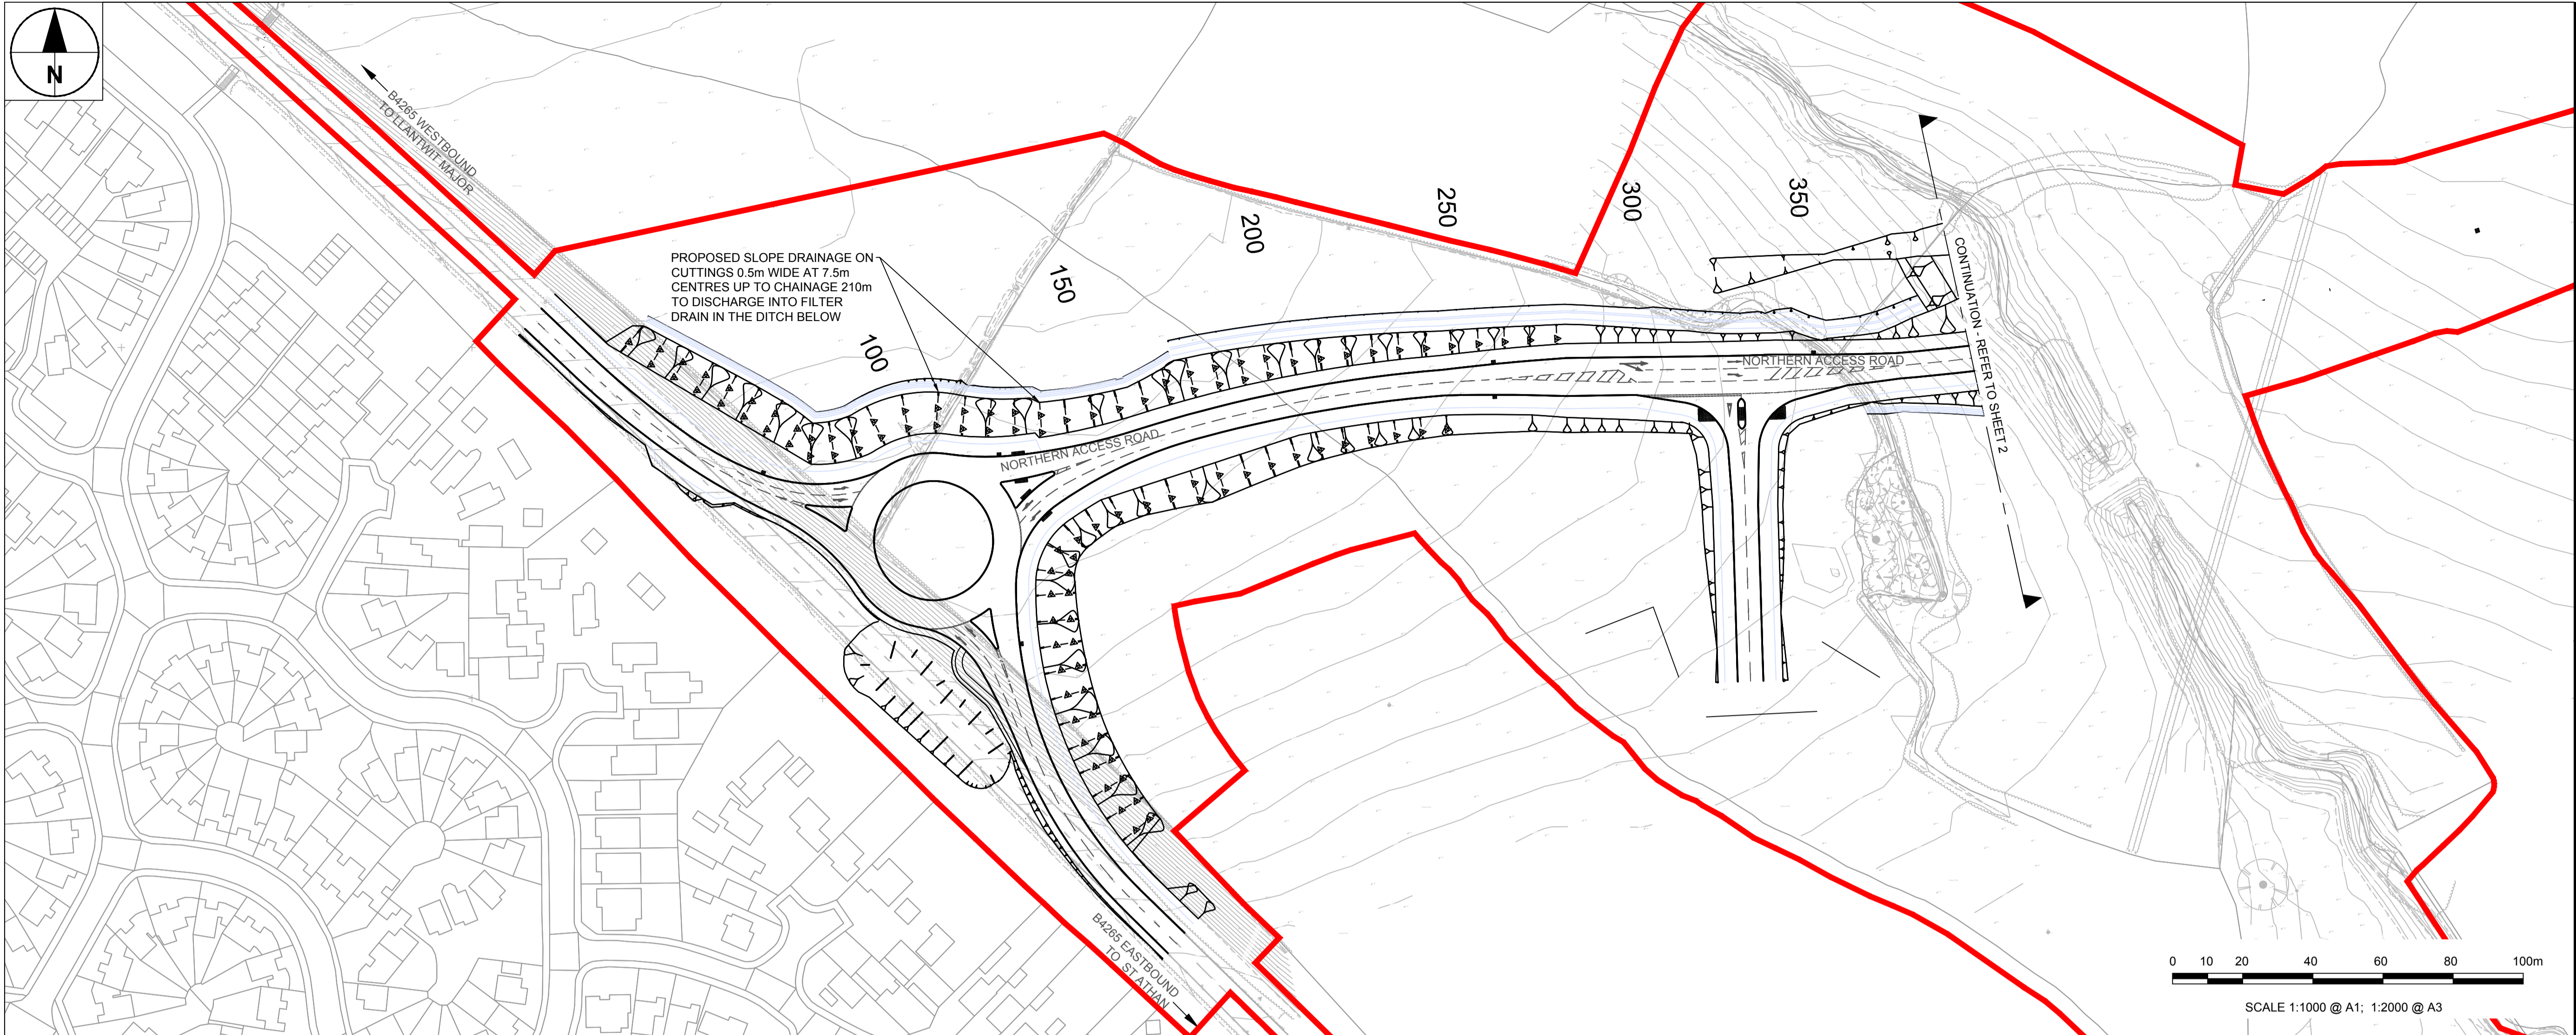 N
B4265 WESTBOUND
TO LLANTWIT MAJOR
PROPOSED SLOPE DRAINAGE ON
CUTTINGS 0.5m WIDE AT 7.5m
CENTRES UP TO CHAINAGE 210m
TO DISCHARGE INTO FILTER
DRAIN IN THE DITCH BELOW
100
150
200
250
300
350
NORTHERN ACCESS ROAD
NORTHERN ACCESS ROAD
CONTINUATION - REFER TO SHEET 2
B4265 EASTBOUND
TO ST ATHAN
0 10 20 40 60 80 100m
SCALE 1:1000 @ A1; 1:2000 @ A3